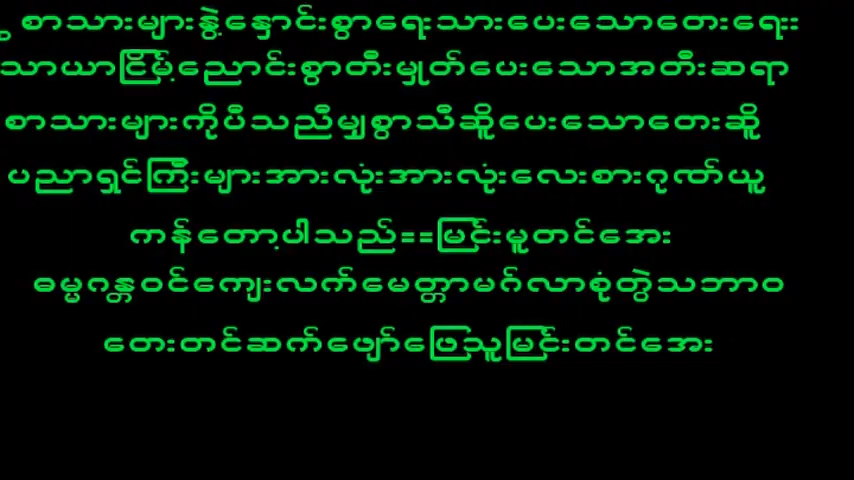 စာသားများနွဲ့နှောင်းစွာရေးသားပေးသောတေးရေး
သာယာငြိမ့်ညောင်းစွာတီးမှုတ်ပေးသောအတီးဆရာ
စာသားများကိုပီသညီမျှစွာသီဆိုပေးသောတေးဆို
ပညာရှင်ကြီးများအားလုံးအားလုံးလေးစားဂုဏ်ယူ
ကန်တော့ပါသည်==မြင်းမူတင်အေး
ဓမ္မဂန္တဝင်ကျေးလက်မေတ္တာမဂ်လာစုံတွဲသဘာဝ
တေးတင်ဆက်ဖျော်ဖြေသူမြင်းတင်အေး